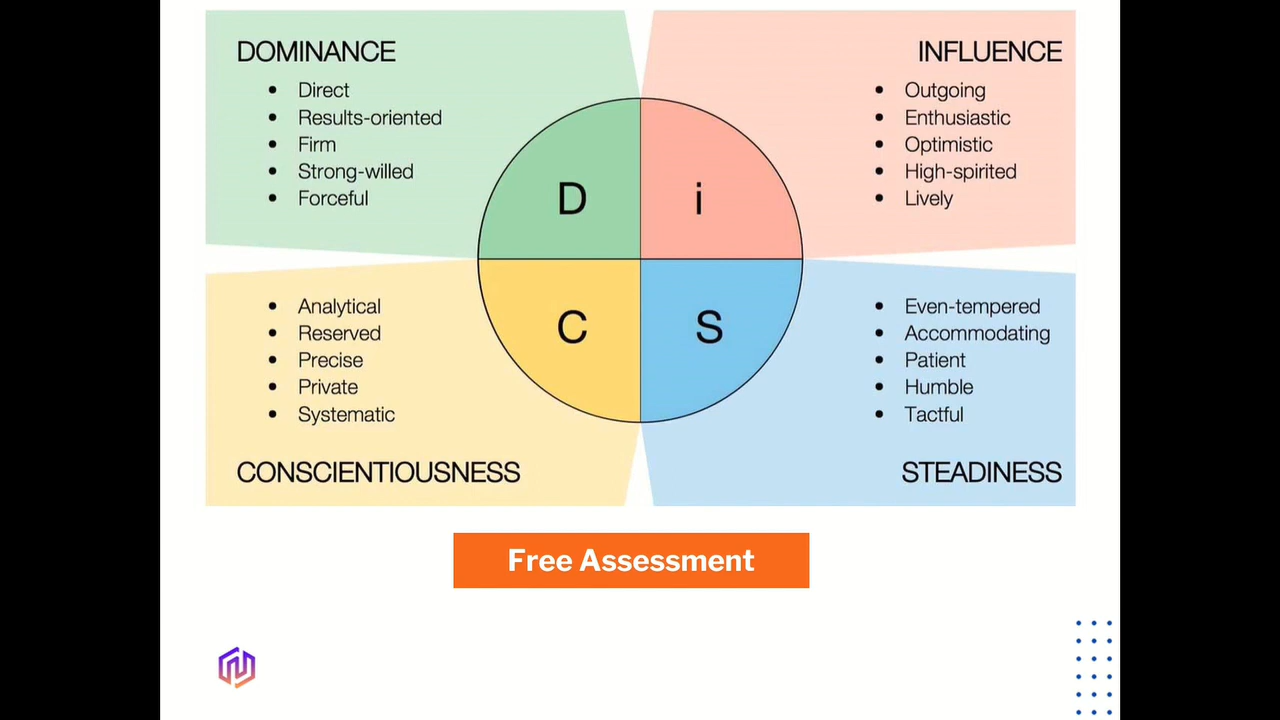 DOMINANCE
• Direct
• Results-oriented
• Firm
• Strong-willed
• Forceful
INFLUENCE
• Outgoing
• Enthusiastic
• Optimistic
• High-spirited
• Lively
D
i
C
S
• Analytical
• Reserved
• Precise
• Private
• Systematic
CONSCIENTIOUSNESS
• Even-tempered
• Accommodating
• Patient
• Humble
• Tactful
STEADINESS
Free Assessment